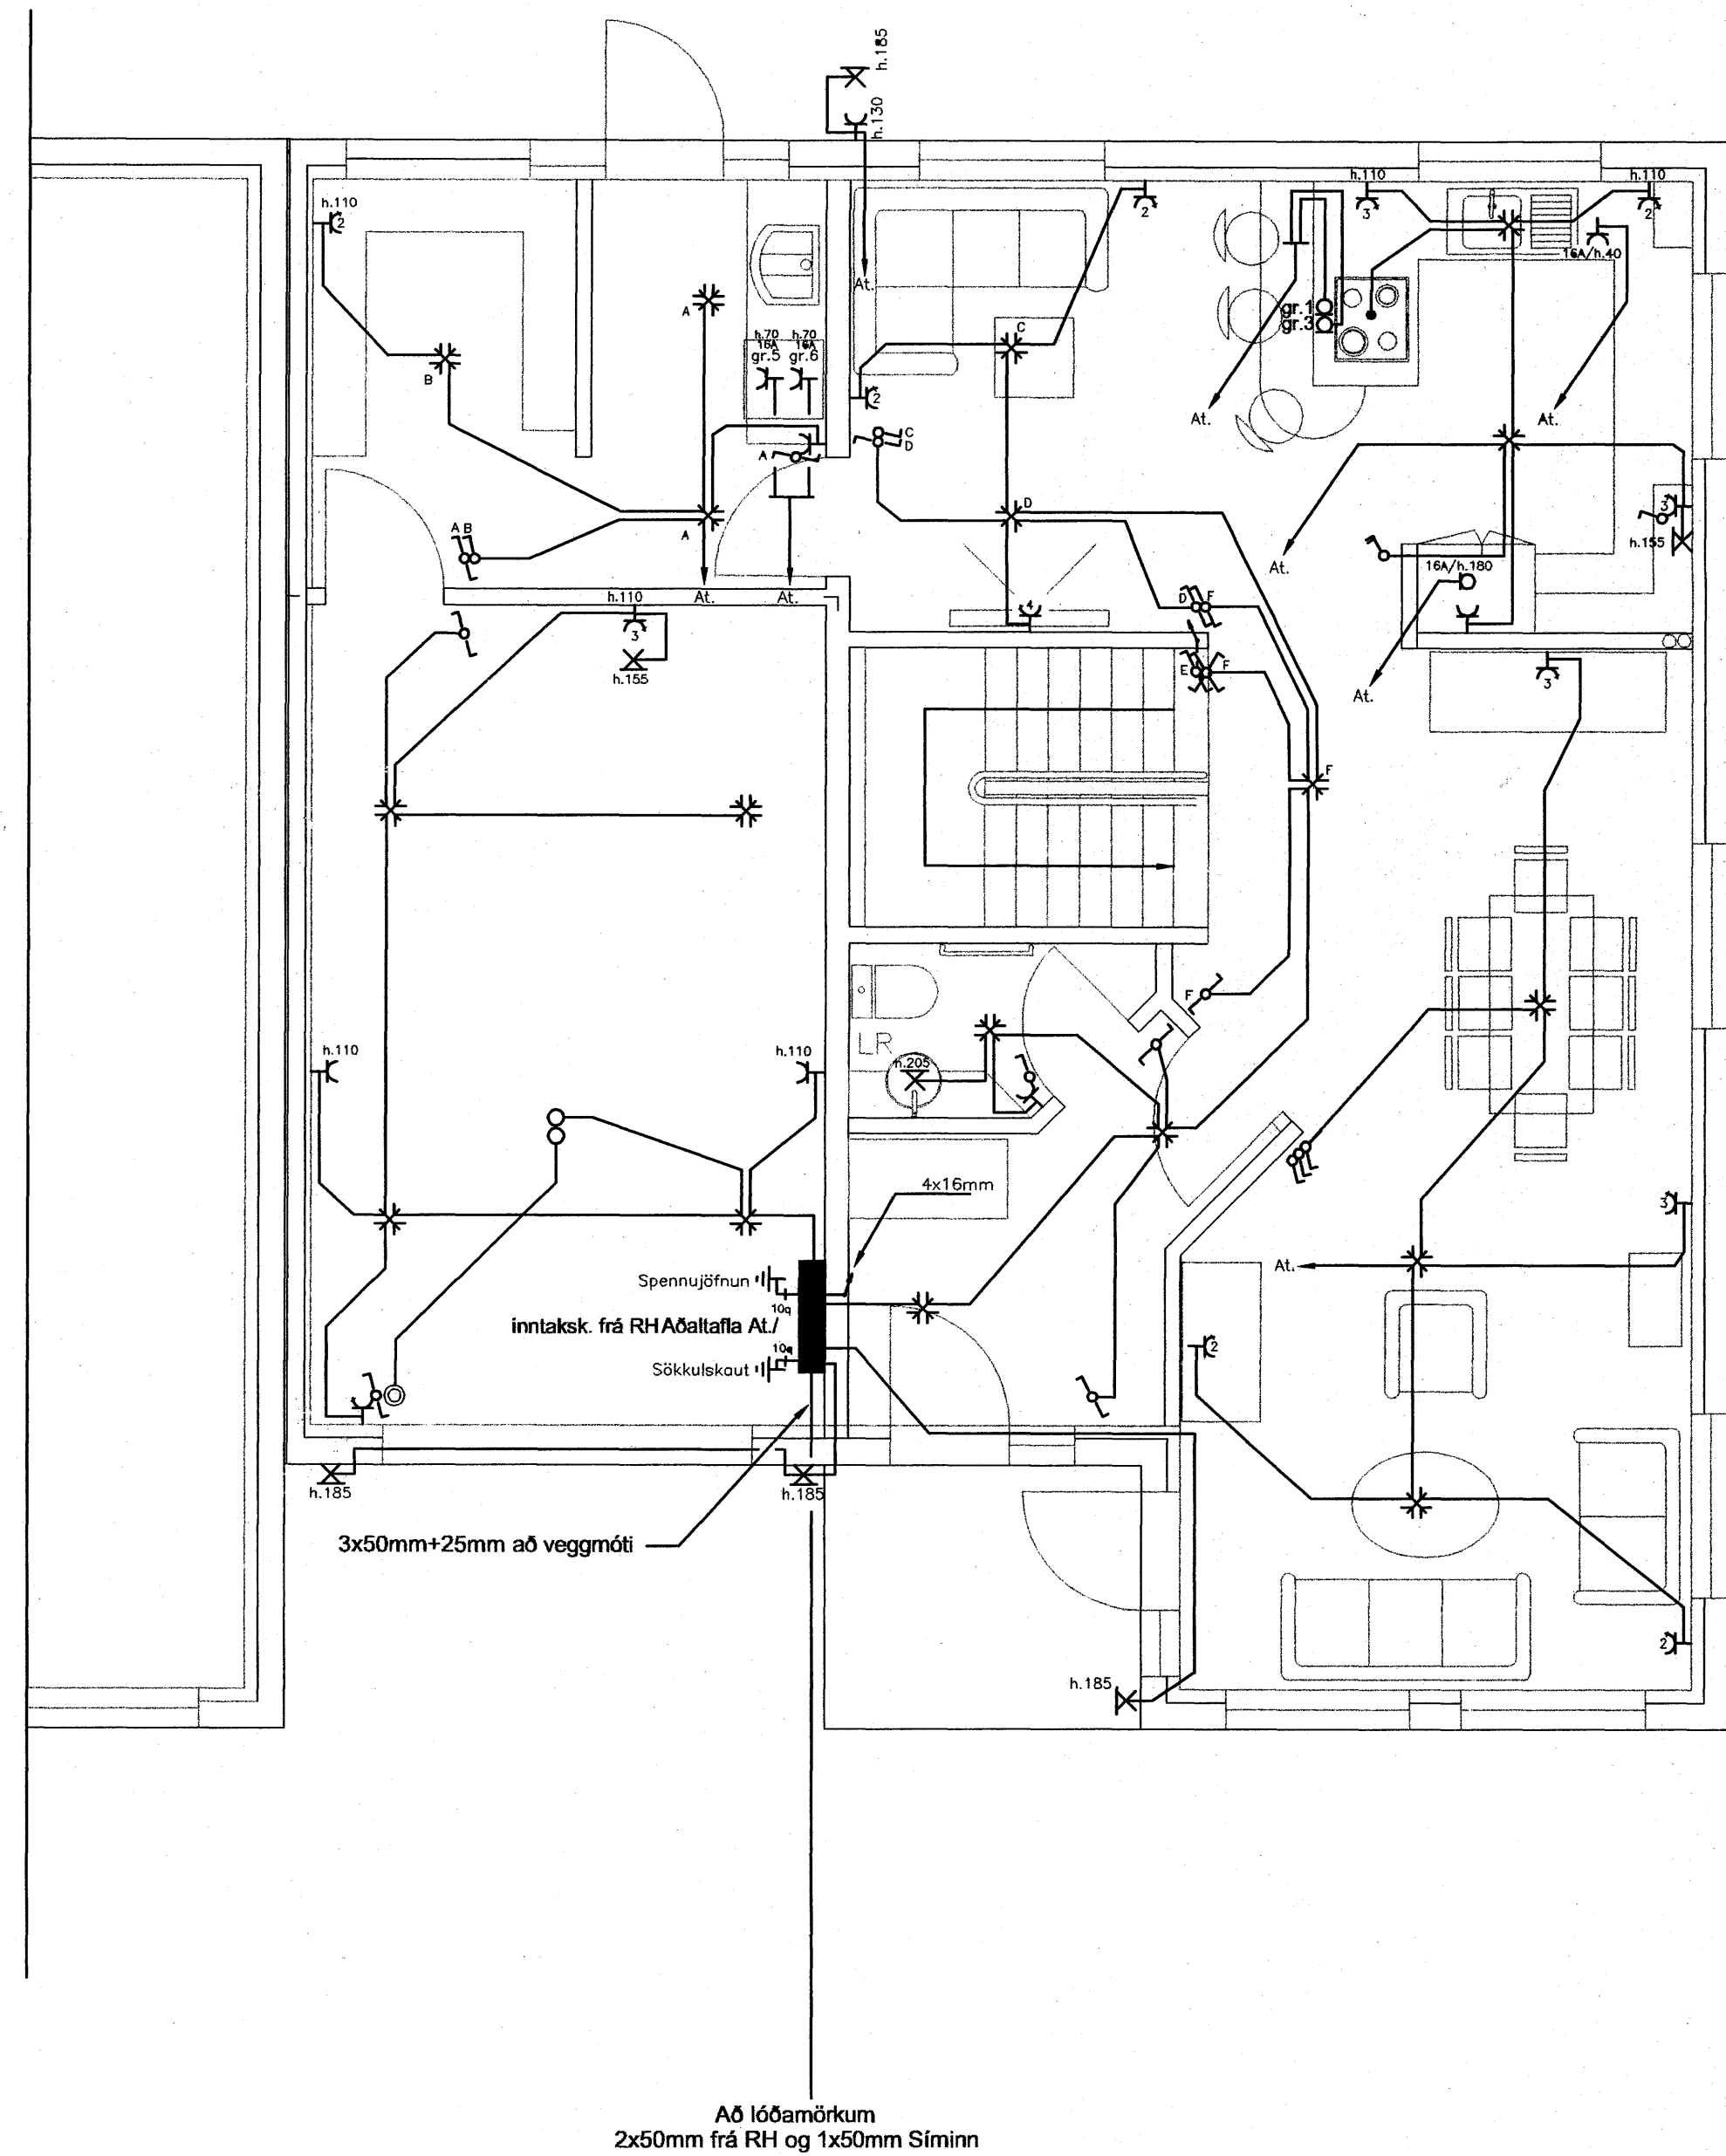 h.185
h.130
h.110
2
2
h.110
3
h.110
2
16A/h.40
At.
A
C
gr.1
gr.3
h.70
16A
gr.5
h.70
16A
gr.6
B
2
C
D
A
At.
At.
D
3
A B
A
h.155
At.
16A/h.180
At.
At.
h.110
3
h.155
4
D
F
E
F
3
At.
F
F
LR
h.205
h.110
h.110
4x16mm
3
Spennujöfnun
10q
At.
inntaksk. frá RH Aðaltafla At./
10q
Sökkulskaut
2
h.185
h.185
3x50mm+25mm að veggmóti
2
h.185
Að lóðamörkum
2x50mm frá RH og 1x50mm Síminn